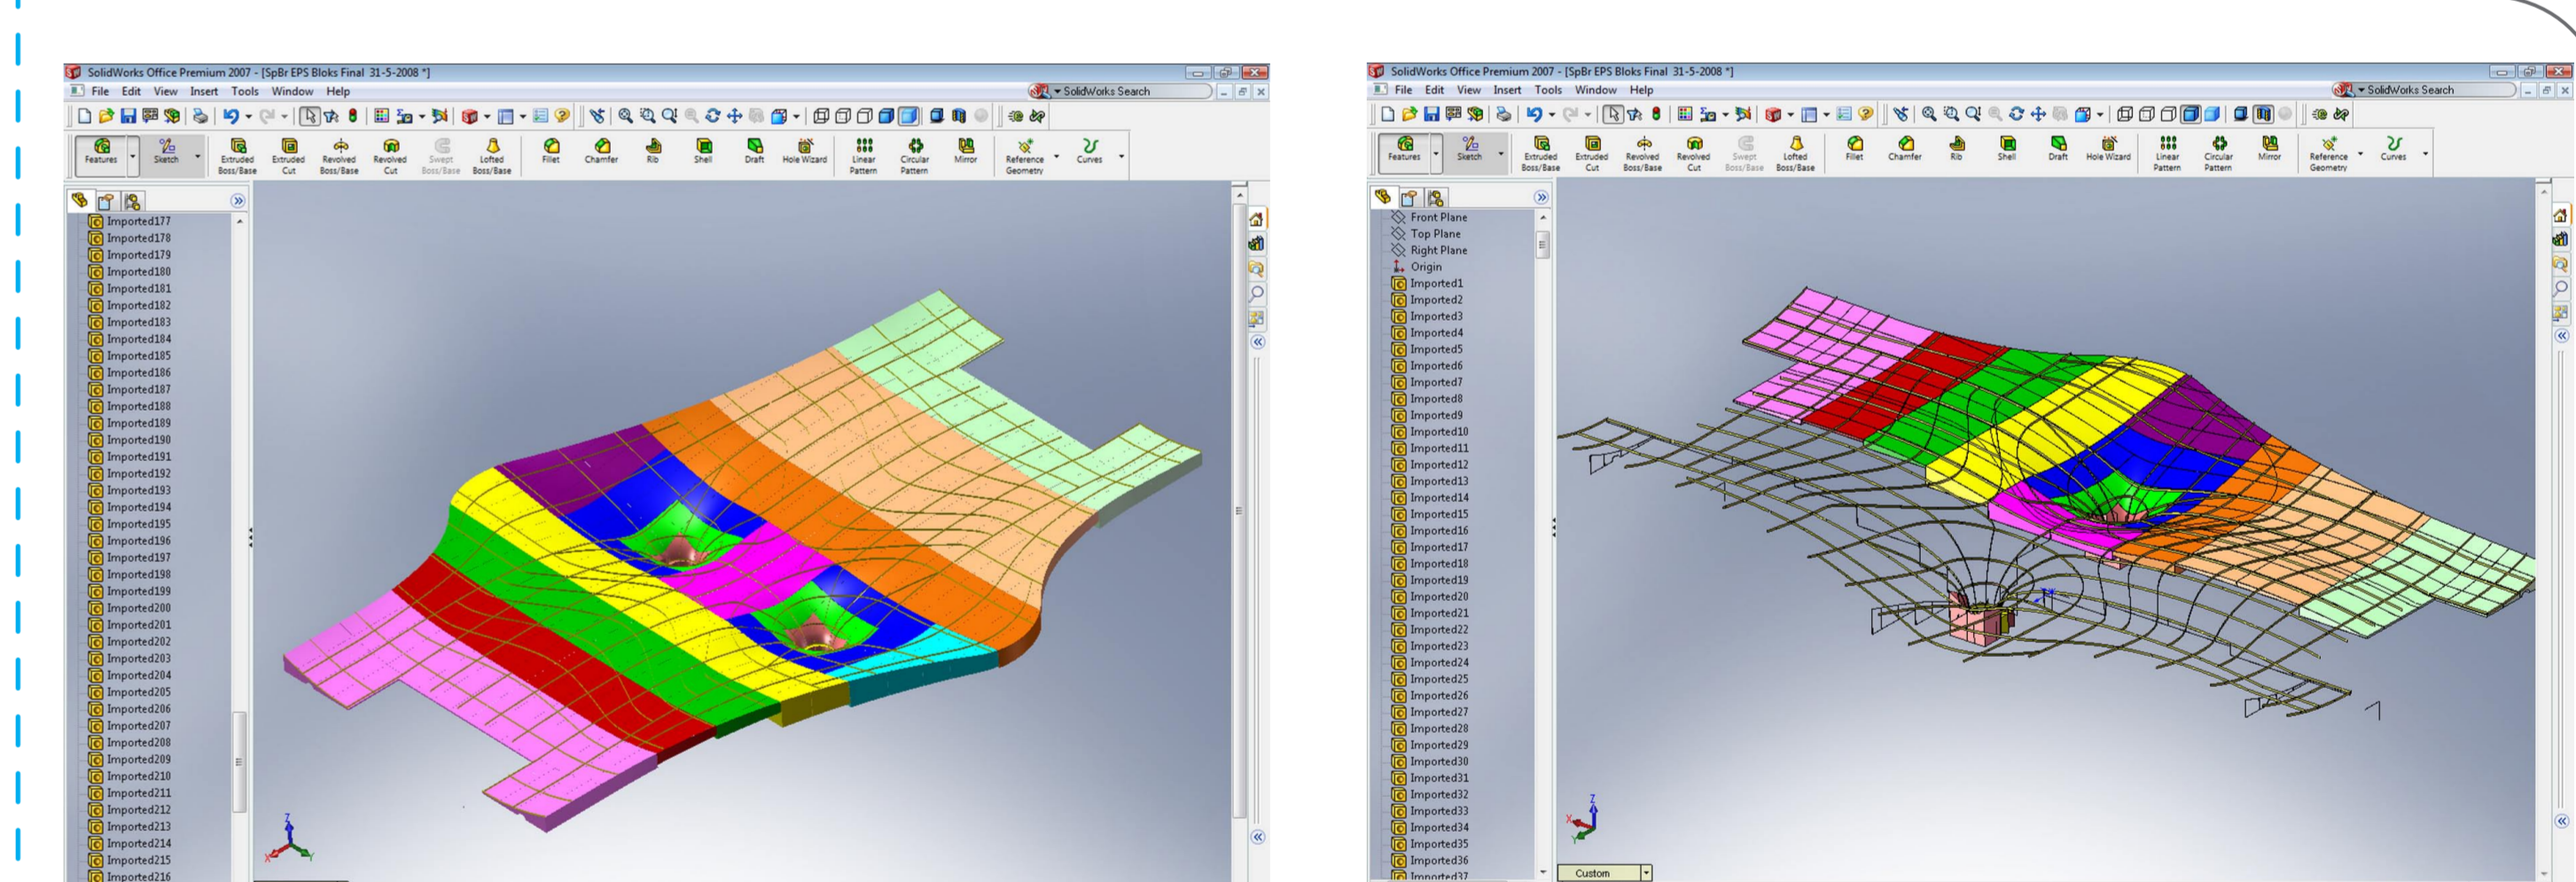 SolidWorks Office Premium 2007 - [SpBr EPS Bloks Final 31-5-2008 *]
File Edit View Insert Tools Window Help
SolidWorks Search
Features Sketch Extruded Boss/Base Extruded Cut Revolved Boss/Base Revolved Cut Swept Boss/Base Lofted Boss/Base Fillet Chamfer Rib Shell Draft Hole Wizard Linear Pattern Circular Pattern Mirror Reference Geometry Curves
Imported177
Imported178
Imported179
Imported180
Imported181
Imported182
Imported183
Imported184
Imported185
Imported186
Imported187
Imported188
Imported189
Imported190
Imported191
Imported192
Imported193
Imported194
Imported195
Imported196
Imported197
Imported198
Imported199
Imported200
Imported201
Imported202
Imported203
Imported204
Imported205
Imported206
Imported207
Imported208
Imported209
Imported210
Imported211
Imported212
Imported213
Imported214
Imported215
Imported216
Z
X
Y
SolidWorks Office Premium 2007 - [SpBr EPS Bloks Final 31-5-2008 *]
File Edit View Insert Tools Window Help
SolidWorks Search
Features Sketch Extruded Boss/Base Extruded Cut Revolved Boss/Base Revolved Cut Swept Boss/Base Lofted Boss/Base Fillet Chamfer Rib Shell Draft Hole Wizard Linear Pattern Circular Pattern Mirror Reference Geometry Curves
Front Plane
Top Plane
Right Plane
Origin
Imported1
Imported2
Imported3
Imported4
Imported5
Imported6
Imported7
Imported8
Imported9
Imported10
Imported11
Imported12
Imported13
Imported14
Imported15
Imported16
Imported17
Imported18
Imported19
Imported20
Imported21
Imported22
Imported23
Imported24
Imported25
Imported26
Imported27
Imported28
Imported29
Imported30
Imported31
Imported32
Imported33
Imported34
Imported35
Imported36
Imported37
Z
X
Y
Custom